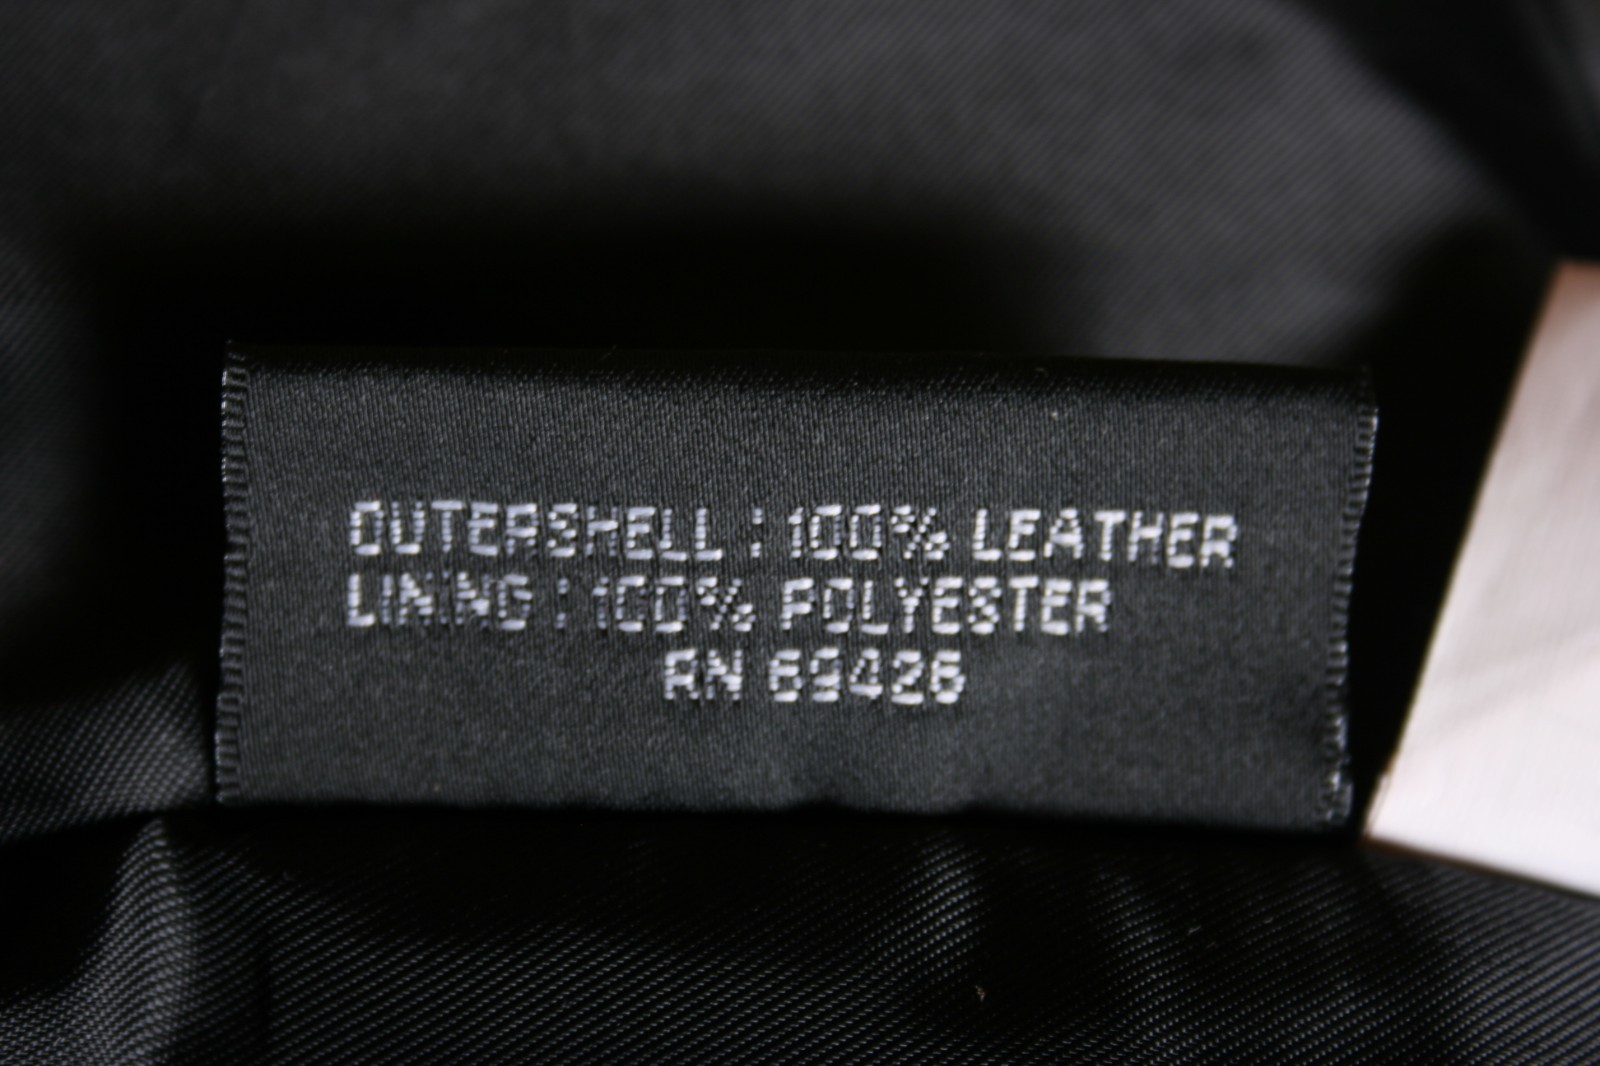 OUTERSHELL : 100% LEATHER
LINING : 100% POLYESTER
RN 69426